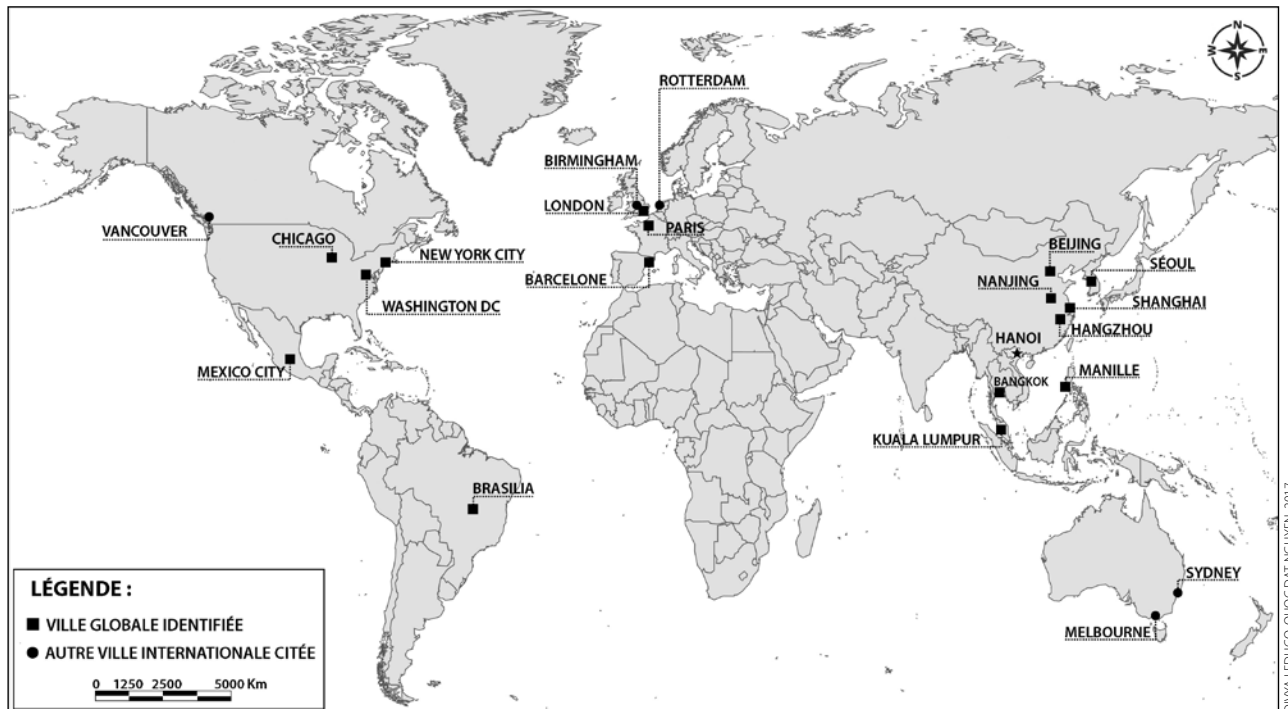 N
W
E
S
ROTTERDAM
BIRMINGHAM
LONDON
PARIS
BARCELONE
VANCOUVER
CHICAGO
NEW YORK CITY
WASHINGTON DC
MEXICO CITY
BRASILIA
BEIJING
SÉOUL
NANJING
SHANGHAI
HANGZHOU
HANOI
MANILLE
BANGKOK
KUALA LUMPUR
SYDNEY
MELBOURNE
LÉGENDE :
VILLE GLOBALE IDENTIFIÉE
AUTRE VILLE INTERNATIONALE CITÉE
0 1250 2500 5000 Km
NGUYEN, 2017